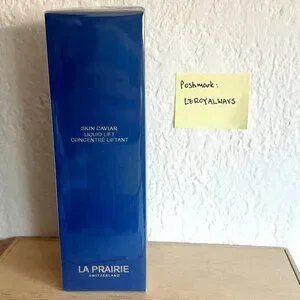 SKIN CAVIAR
LIQUID LIFT
CONCENTRÉ LIFTANT
LA PRAIRIE
SWITZERLAND
Poshmark:
LEROYALWAYS